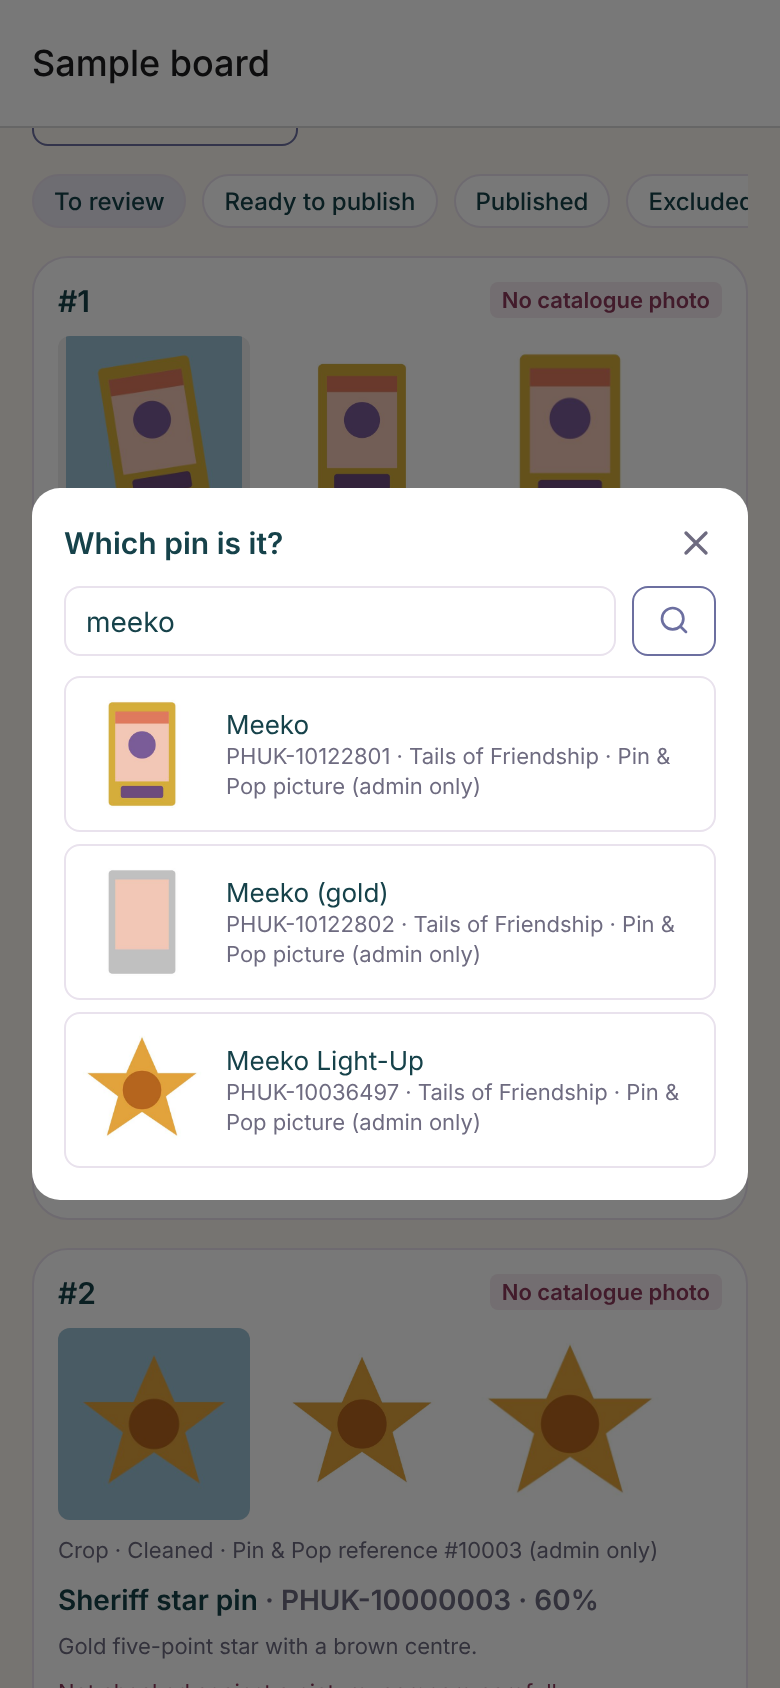 Sample board
To review
Ready to publish
Published
Excluded
#1
No catalogue photo
Which pin is it?
meeko
Meeko
PHUK-10122801 · Tails of Friendship · Pin &
Pop picture (admin only)
Meeko (gold)
PHUK-10122802 · Tails of Friendship · Pin &
Pop picture (admin only)
Meeko Light-Up
PHUK-10036497 · Tails of Friendship · Pin &
Pop picture (admin only)
#2
No catalogue photo
Crop · Cleaned · Pin & Pop reference #10003 (admin only)
Sheriff star pin · PHUK-10000003 · 60%
Gold five-point star with a brown centre.